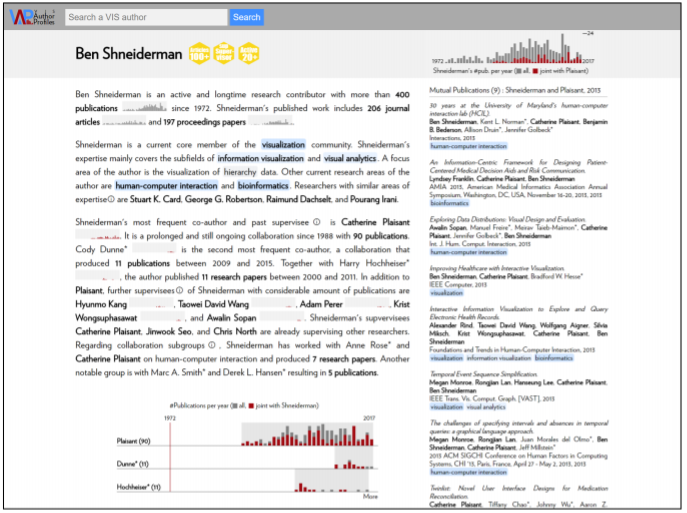 VAP Author Profiles
Search a VIS author
Search
Ben Shneiderman
Ben Shneiderman is an active and longtime research contributor with more than 400
publications since 1972. Shneiderman's published work includes 206 journal
articles and 197 proceedings papers .
Shneiderman is a current core member of the visualization community. Shneiderman's
expertise mainly covers the subfields of information visualization and visual analytics. A focus
area of the author is the visualization of hierarchy data. Other current research areas of the
author are human-computer interaction and bioinformatics. Researchers with similar areas of
expertise are Stuart K. Card, George G. Robertson, Raimund Dachselt, and Pourang Irani.
Shneiderman's most frequent co-author and past supervisee is Catherine Plaisant
. It is a prolonged and still ongoing collaboration since 1988 with 90 publications.
Cody Dunne* is the second most frequent co-author, a collaboration that
produced 11 publications between 2009 and 2015. Together with Harry Hochheiser*
, the author published 11 research papers between 2000 and 2011. In addition to
Plaisant, further supervisees of Shneiderman with considerable amount of publications are
Hyunmo Kang , Taowei David Wang , Adam Perer , Krist
Wongsuphasawat , and Awalin Sopan . Shneiderman's supvervisees
Catherine Plaisant, Jinwook Seo, and Chris North are already supervising other researchers.
Regarding collaboration subgroups , Shneiderman has worked with Anne Rose* and
Catherine Plaisant on human-computer interaction and produced 7 research papers. Another
notable group is with Marc A. Smith* and Derek L. Hansen* resulting in 5 publications.
#Publications per year ( all, joint with Shneiderman)
1972 2017
Plaisant (90)
Dunne* (11)
Hochheiser* (11)
More
24
1972 2017
Shneiderman's #pub. per year ( all, joint with Plaisant)
Mutual Publications (9) : Shneiderman and Plaisant, 2013
30 years at the University of Maryland's human-computer
interaction lab (HCIL).
Ben Shneiderman, Kent L. Norman*, Catherine Plaisant, Benjamin
B. Bederson, Allison Druin*, Jennifer Golbeck*
Interactions, 2013
human-computer interaction
An Information-Centric Framework for Designing Patient-
Centered Medical Decision Aids and Risk Communication.
Lyndsey Franklin, Catherine Plaisant, Ben Shneiderman
AMIA 2013, American Medical Informatics Association Annual
Symposium, Washington, DC, USA, November 16-20, 2013, 2013
bioinformatics
Exploring Data Distributions: Visual Design and Evaluation.
Awalin Sopan, Manuel Freire*, Meirav Taieb-Maimon*, Catherine
Plaisant, Jennifer Golbeck*, Ben Shneiderman
Int. J. Hum. Comput. Interaction, 2013
human-computer interaction
Improving Healthcare with Interactive Visualization.
Ben Shneiderman, Catherine Plaisant, Bradford W. Hesse*
IEEE Computer, 2013
visualization
Interactive Information Visualization to Explore and Query
Electronic Health Records.
Alexander Rind, Taowei David Wang, Wolfgang Aigner, Silvia
Miksch, Krist Wongsuphasawat, Catherine Plaisant, Ben
Shneiderman
Foundations and Trends in Human-Computer Interaction, 2013
visualization information visualization bioinformatics
Temporal Event Sequence Simplification.
Megan Monroe, Rongjian Lan, Hanseung Lee, Catherine Plaisant,
Ben Shneiderman
IEEE Trans. Vis. Comput. Graph. [VAST], 2013
visualization visual analytics
The challenges of specifying intervals and absences in temporal
queries: a graphical language approach.
Megan Monroe, Rongjian Lan, Juan Morales del Olmo*, Ben
Shneiderman, Catherine Plaisant, Jeff Millstein*
2013 ACM SIGCHI Conference on Human Factors in Computing
Systems, CHI '13, Paris, France, April 27 - May 2, 2013, 2013
human-computer interaction
Twinlist: Novel User Interface Designs for Medication
Reconciliation.
Catherine Plaisant, Tiffany Chao*, Johnny Wu*, Aaron Z.